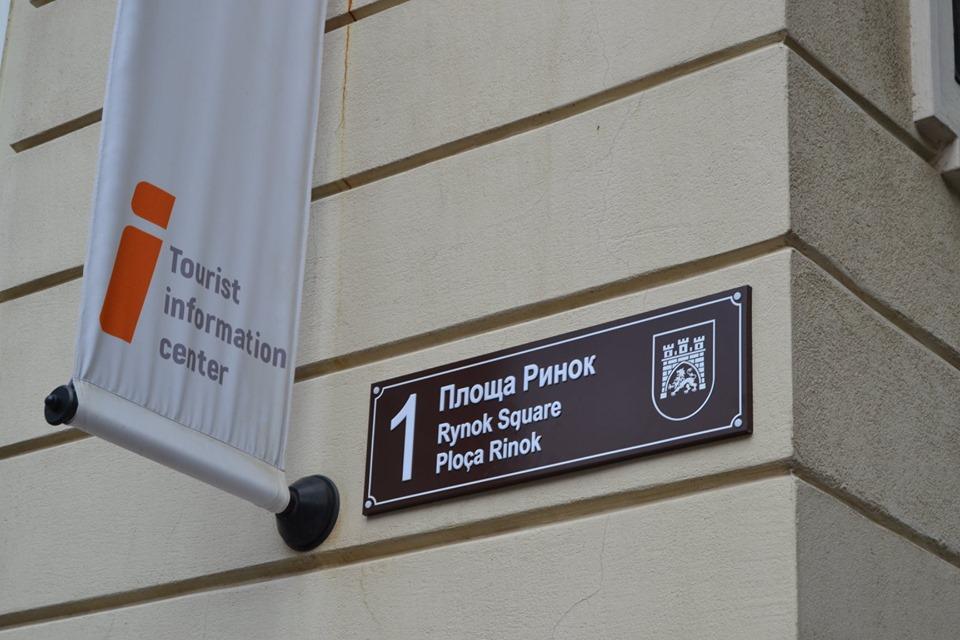 i
Tourist
information
center
1
Площа Ринок
Rynok Square
Ploça Rinok